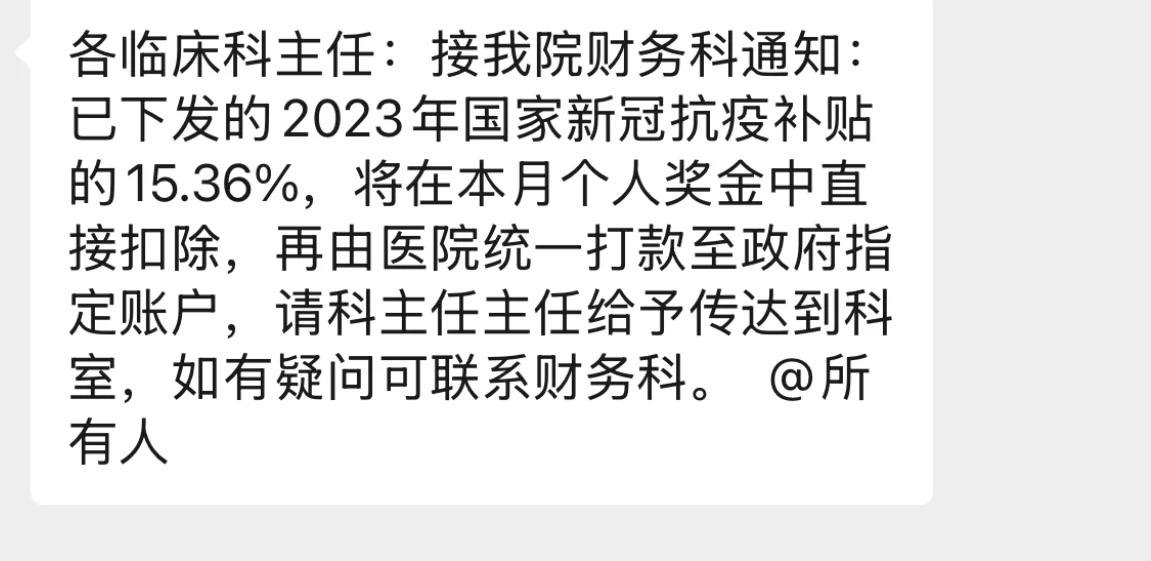 各临床科主任：接我院财务科通知：
已下发的2023年国家新冠抗疫补贴
的15.36%，将在本月个人奖金中直
接扣除，再由医院统一打款至政府指
定账户，请科主任主任给予传达到科
室，如有疑问可联系财务科。 @所
有人